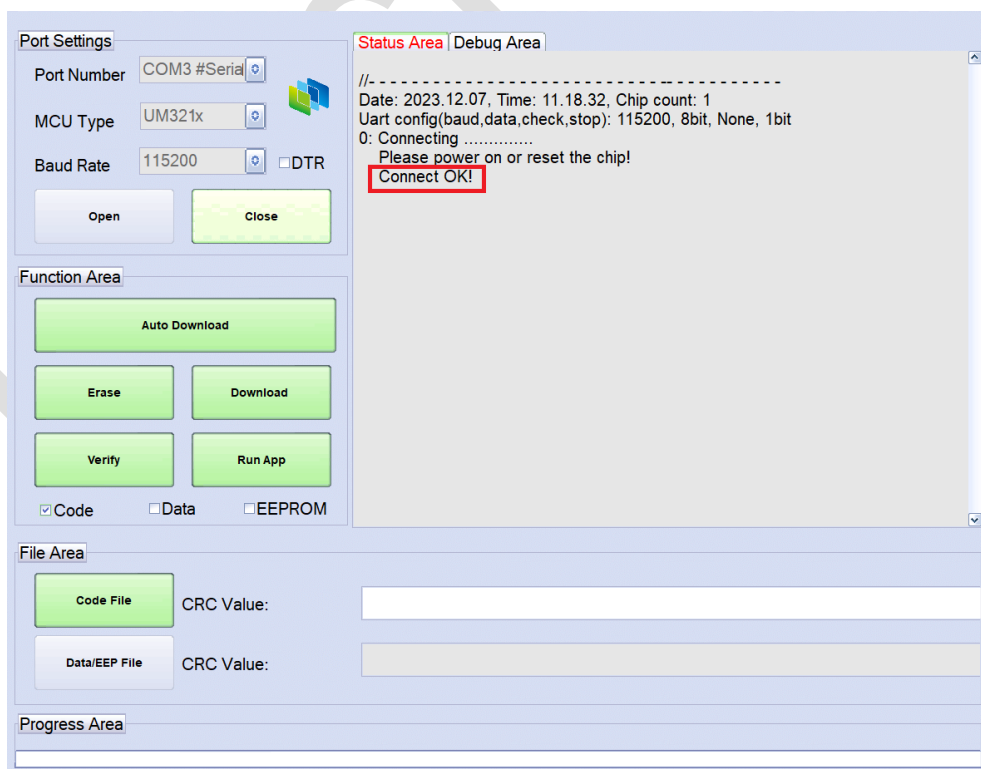 Port Settings
Port Number COM3 #Serial
MCU Type UM321x
Baud Rate 115200 DTR
Open Close
Function Area
Auto Download
Erase Download
Verify Run App
Code Data EEPROM
Status Area Debug Area
//- - - - - - - - - - - - - - - - - - - - - - - - - - - - -- - - - - - - - - - -
Date: 2023.12.07, Time: 11.18.32, Chip count: 1
Uart config(baud,data,check,stop): 115200, 8bit, None, 1bit
0: Connecting ..............
Please power on or reset the chip!
Connect OK!
File Area
Code File CRC Value:
Data/EEP File CRC Value:
Progress Area